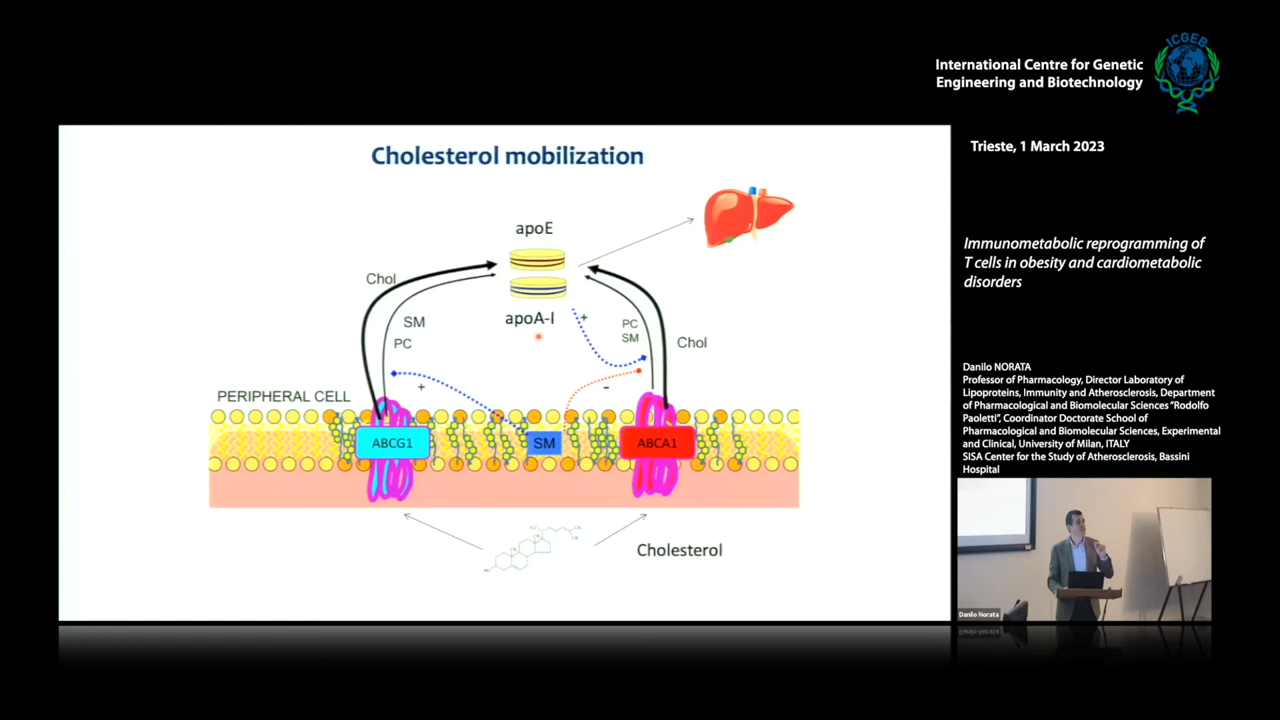 ICGEB
International Centre for Genetic
Engineering and Biotechnology
Trieste, 1 March 2023
Cholesterol mobilization
apoE
Chol
SM
PC
apoA-I
+
PC
SM
Chol
+
-
PERIPHERAL CELL
ABCG1
SM
ABCA1
Cholesterol
Immunometabolic reprogramming of
T cells in obesity and cardiometabolic
disorders
Danilo NORATA
Professor of Pharmacology, Director Laboratory of
Lipoproteins, Immunity and Atherosclerosis, Department
of Pharmacological and Biomolecular Sciences “Rodolfo
Paoletti”, Coordinator Doctorate School of
Pharmacological and Biomolecular Sciences, Experimental
and Clinical, University of Milan, ITALY
SISA Center for the Study of Atherosclerosis, Bassini
Hospital
Danilo Norata